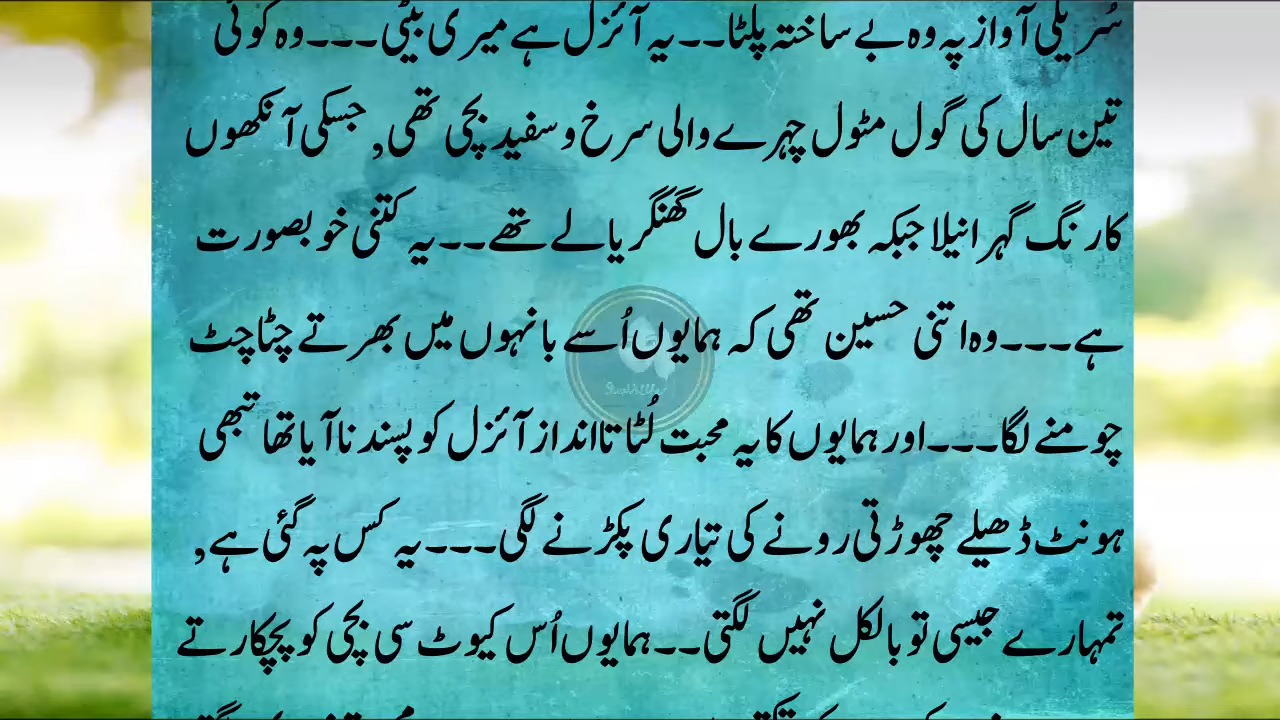 سُریلی آواز پہ وہ بے ساختہ پلٹا۔۔یہ آئزل ہے میری بیٹی۔۔۔وہ کوئی
تین سال کی گول مٹول چہرے والی سرخ و سفید بچی تھی, جسکی آنکھوں
کا رنگ گہرا نیلا جبکہ بھورے بال گھنگریالے تھے۔۔یہ کتنی خوبصورت
ہے۔۔۔وہ اتنی حسین تھی کہ ہمایوں اُسے بانہوں میں بھرتے چٹا چٹ
چومنے لگا۔۔۔اور ہمایوں کا یہ محبت لُٹاتا انداز آئزل کو پسند نا آیا تھا تبھی
ہونٹ ڈھیلے چھوڑتی رونے کی تیاری پکڑنے لگی۔۔۔یہ کس پہ گئی ہے,
تمہارے جیسی تو بالکل نہیں لگتی۔۔ہمایوں اُس کیوٹ سی بچی کو پچکارتے